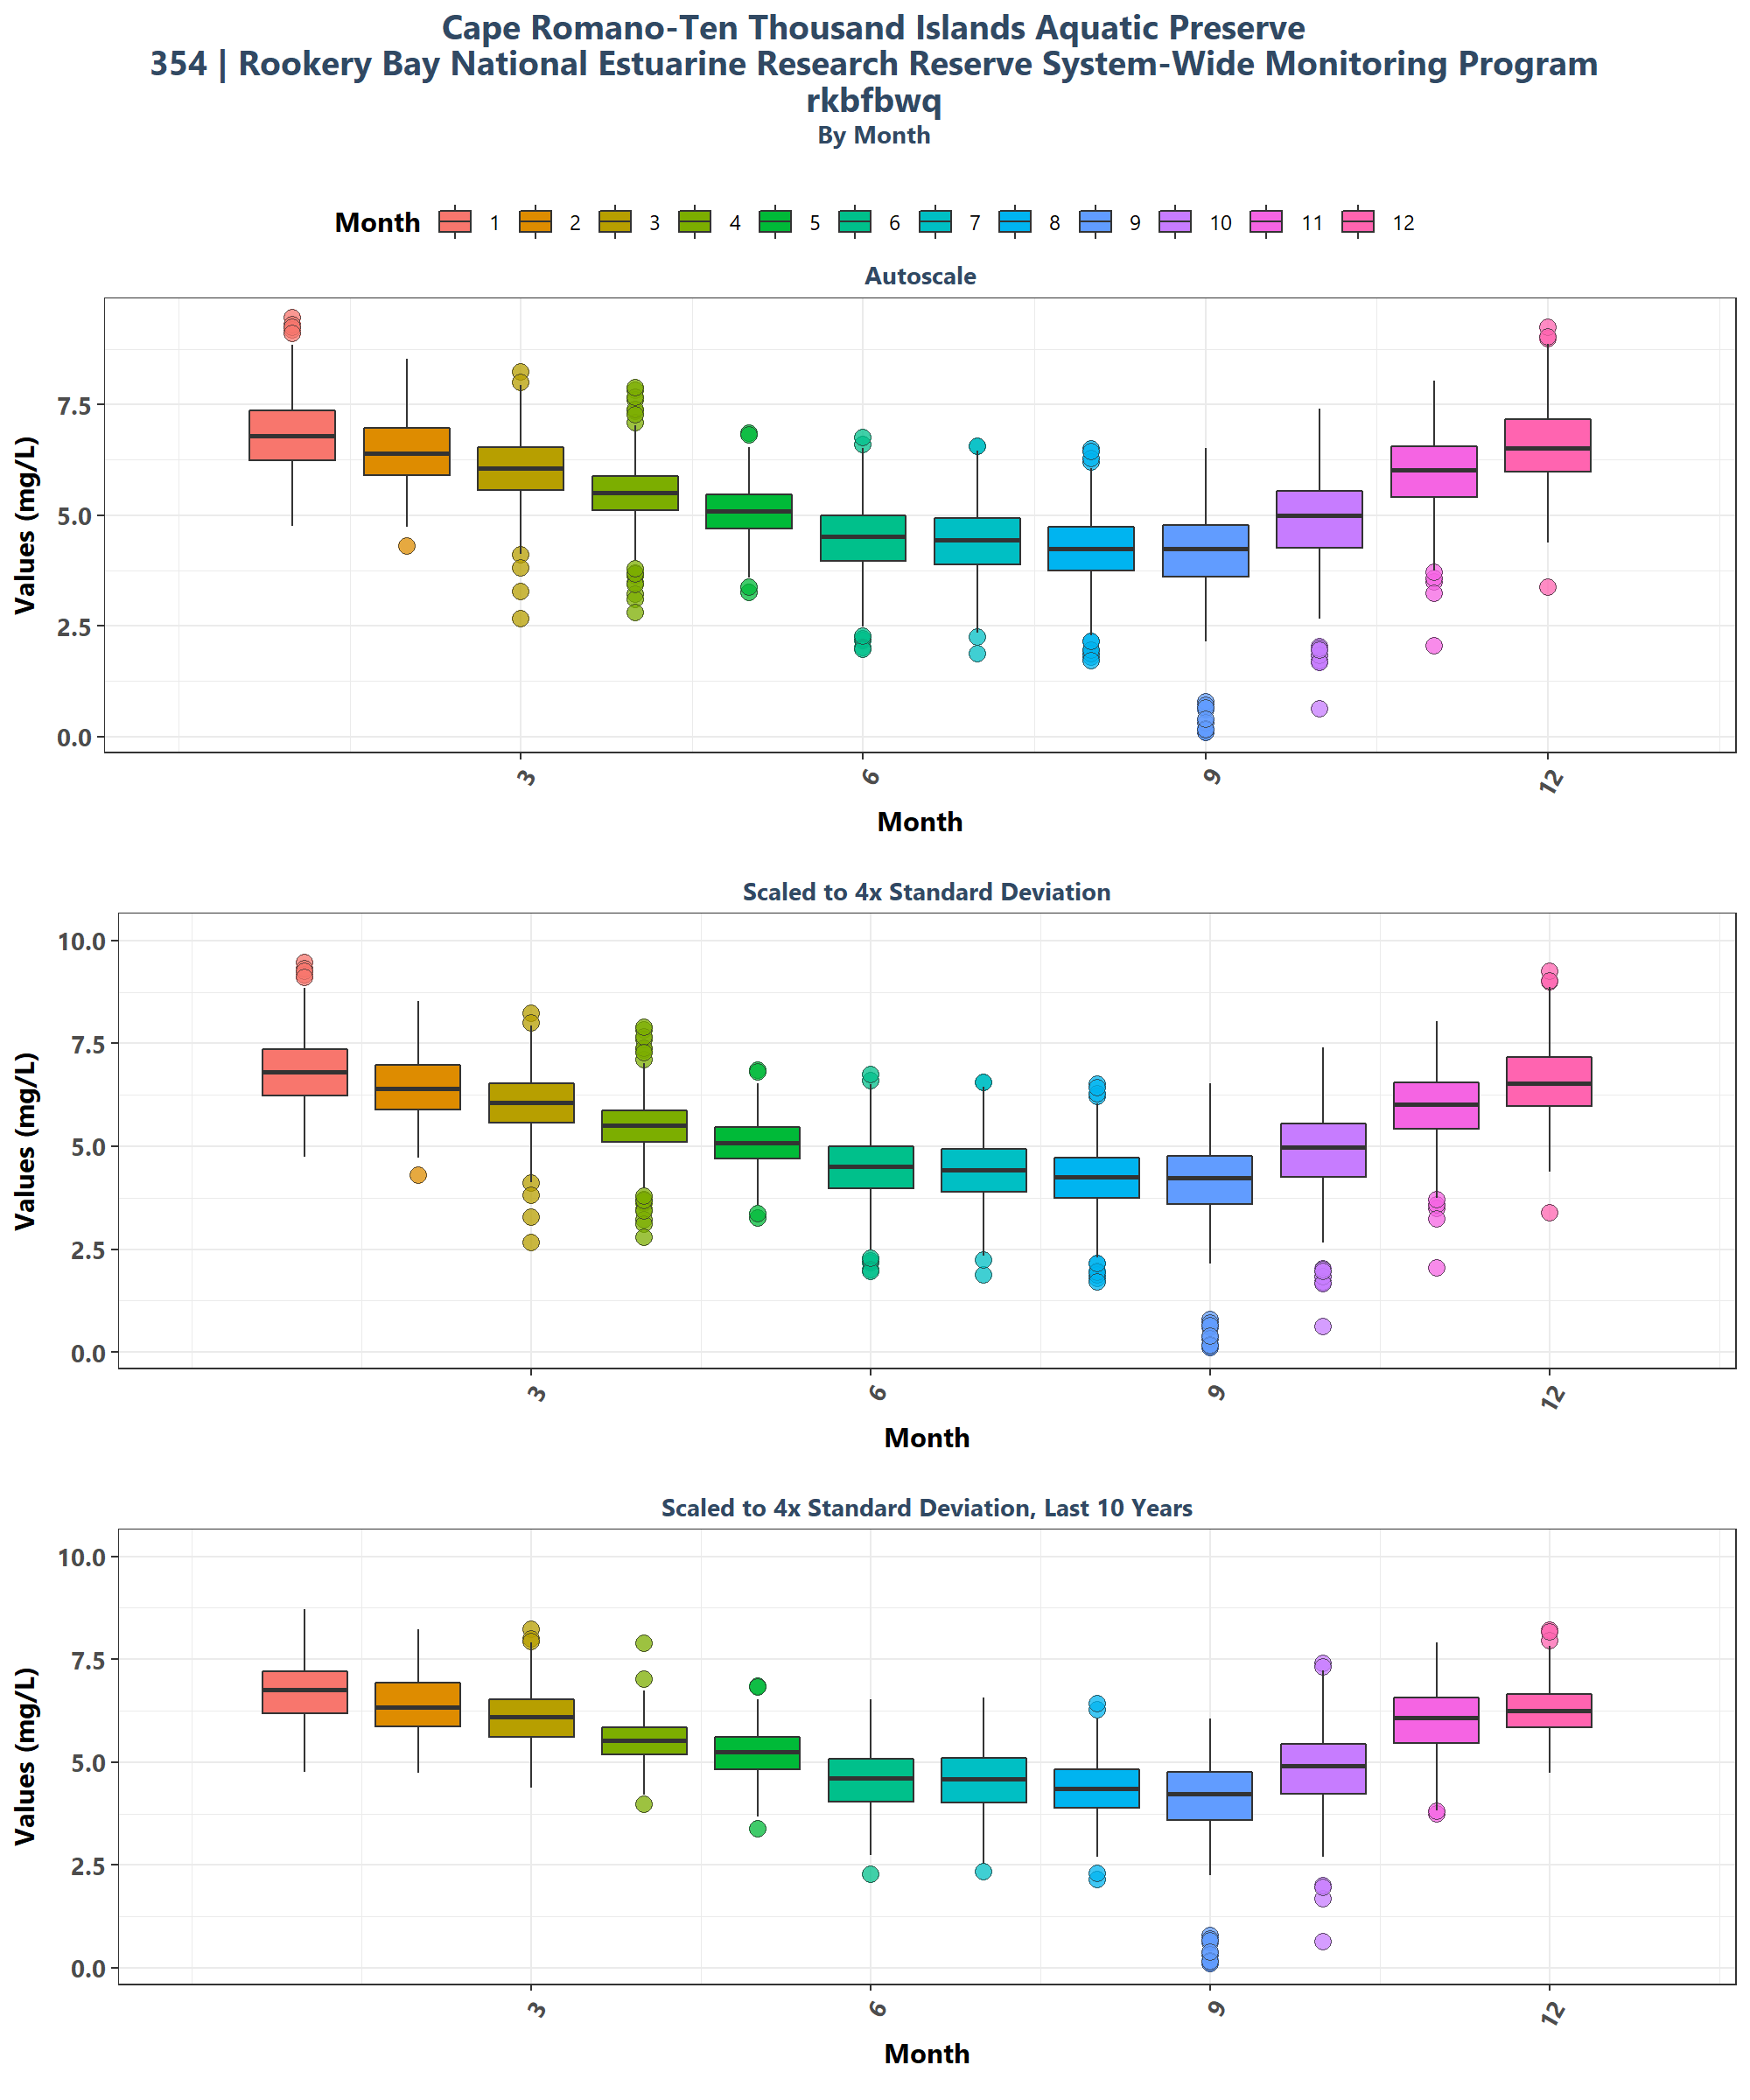 Cape Romano-Ten Thousand Islands Aquatic Preserve
354 | Rookery Bay National Estuarine Research Reserve System-Wide Monitoring Program
rkbfbwq
By Month
Month 1 2 3 4 5 6 7 8 9 10 11 12
Autoscale
Values (mg/L)
7.5
5.0
2.5
0.0
3 6 9 12
Month
Scaled to 4x Standard Deviation
Values (mg/L)
10.0
7.5
5.0
2.5
0.0
3 6 9 12
Month
Scaled to 4x Standard Deviation, Last 10 Years
Values (mg/L)
10.0
7.5
5.0
2.5
0.0
3 6 9 12
Month